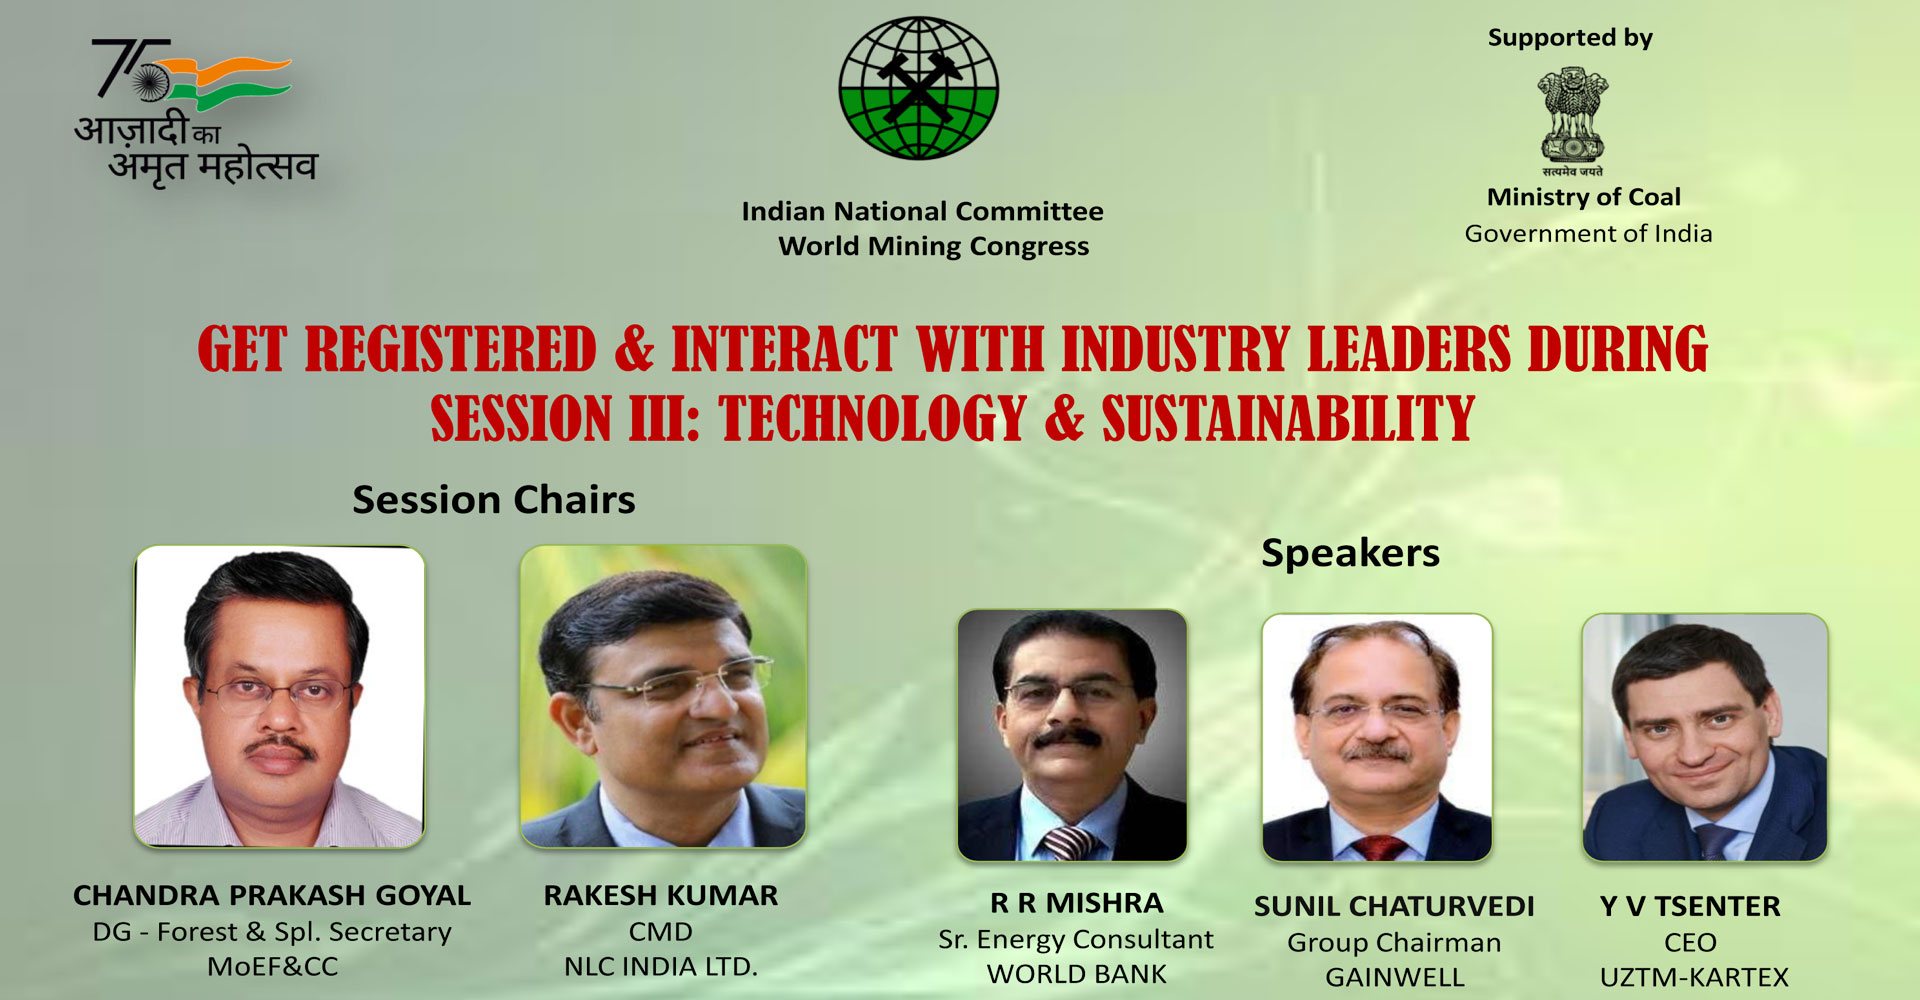 75
आज़ादी का
अमृत महोत्सव
Indian National Committee
World Mining Congress
Supported by
सत्यमेव जयते
Ministry of Coal
Government of India
GET REGISTERED & INTERACT WITH INDUSTRY LEADERS DURING
SESSION III: TECHNOLOGY & SUSTAINABILITY
Session Chairs
CHANDRA PRAKASH GOYAL
DG - Forest & Spl. Secretary
MoEF&CC
RAKESH KUMAR
CMD
NLC INDIA LTD.
Speakers
R R MISHRA
Sr. Energy Consultant
WORLD BANK
SUNIL CHATURVEDI
Group Chairman
GAINWELL
Y V TSENTER
CEO
UZTM-KARTEX